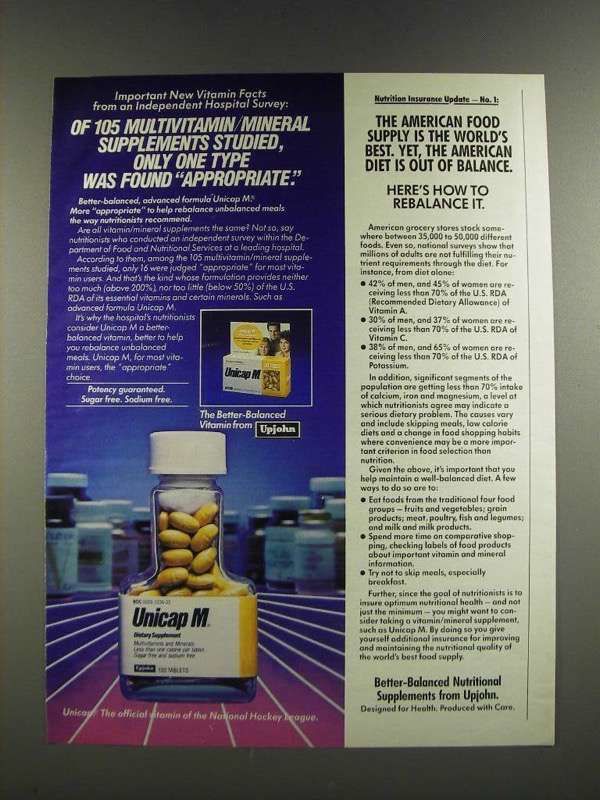 Important New Vitamin Facts
from an Independent Hospital Survey:
OF 105 MULTIVITAMIN/MINERAL
SUPPLEMENTS STUDIED,
ONLY ONE TYPE
WAS FOUND "APPROPRIATE."
Better-balanced, advanced formula Unicap M.®
More "appropriate" to help rebalance unbalanced meals
the way nutritionists recommend.
Are all vitamin/mineral supplements the same? Not so, say
nutritionists who conducted an independent survey within the De-
partment of Food and Nutritional Services at a leading hospital.
According to them, among the 105 multivitamin/mineral supple-
ments studied, only 16 were judged "appropriate" for most vita-
min users. And that's the kind whose formulation provides neither
too much (above 200%), nor too little (below 50%) of the U.S.
RDA of its essential vitamins and certain minerals. Such as
advanced formula Unicap M.
It's why the hospital's nutritionists
consider Unicap M a better-
balanced vitamin, better to help
you rebalance unbalanced
meals. Unicap M, for most vita-
min users, the "appropriate"
choice.
Potency guaranteed.
Sugar free. Sodium free.
Unicap M
The Better-Balanced
Vitamin from Upjohn
Unicap M
Dietary Supplement
Multivitamins and Minerals
Less than one calorie per tablet
Sugar free and sodium free
Upjohn 120 TABLETS
Unicap. The official vitamin of the National Hockey League.
Nutrition Insurance Update — No. 1:
THE AMERICAN FOOD
SUPPLY IS THE WORLD'S
BEST. YET, THE AMERICAN
DIET IS OUT OF BALANCE.
HERE'S HOW TO
REBALANCE IT.
American grocery stores stock some-
where between 35,000 to 50,000 different
foods. Even so, national surveys show that
millions of adults are not fulfilling their nu-
trient requirements through the diet. For
instance, from diet alone:
● 42% of men, and 45% of women are re-
ceiving less than 70% of the U.S. RDA
(Recommended Dietary Allowance) of
Vitamin A.
● 30% of men, and 37% of women are re-
ceiving less than 70% of the U.S. RDA of
Vitamin C.
● 38% of men, and 65% of women are re-
ceiving less than 70% of the U.S. RDA of
Potassium.
In addition, significant segments of the
population are getting less than 70% intake
of calcium, iron and magnesium, a level at
which nutritionists agree may indicate a
serious dietary problem. The causes vary
and include skipping meals, low calorie
diets and a change in food shopping habits
where convenience may be a more impor-
tant criterion in food selection than
nutrition.
Given the above, it's important that you
help maintain a well-balanced diet. A few
ways to do so are to:
● Eat foods from the traditional four food
groups — fruits and vegetables; grain
products; meat, poultry, fish and legumes;
and milk and milk products.
● Spend more time on comparative shop-
ping, checking labels of food products
about important vitamin and mineral
information.
● Try not to skip meals, especially
breakfast.
Further, since the goal of nutritionists is to
insure optimum nutritional health — and not
just the minimum — you might want to con-
sider taking a vitamin/mineral supplement,
such as Unicap M. By doing so you give
yourself additional insurance for improving
and maintaining the nutritional quality of
the world's best food supply.
Better-Balanced Nutritional
Supplements from Upjohn.
Designed for Health. Produced with Care.